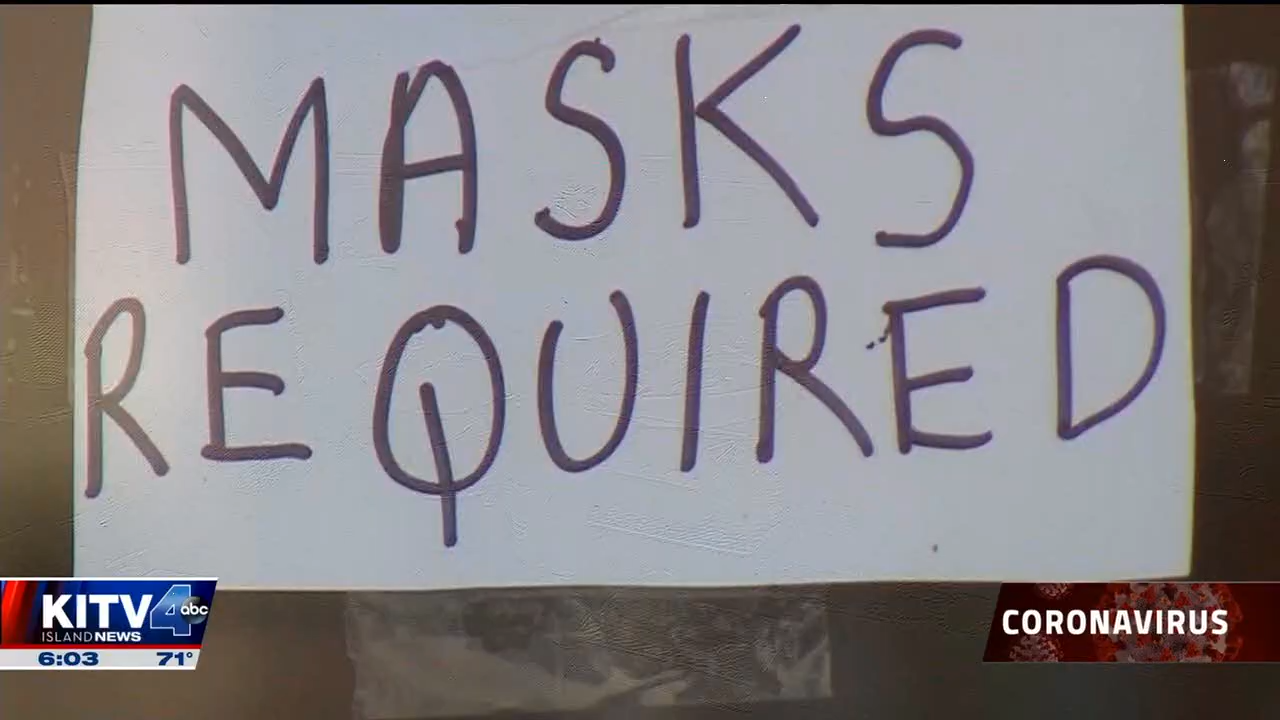 MASKS
REQUIRED
KITV 4 abc
ISLAND NEWS
6:03 71°
CORONAVIRUS